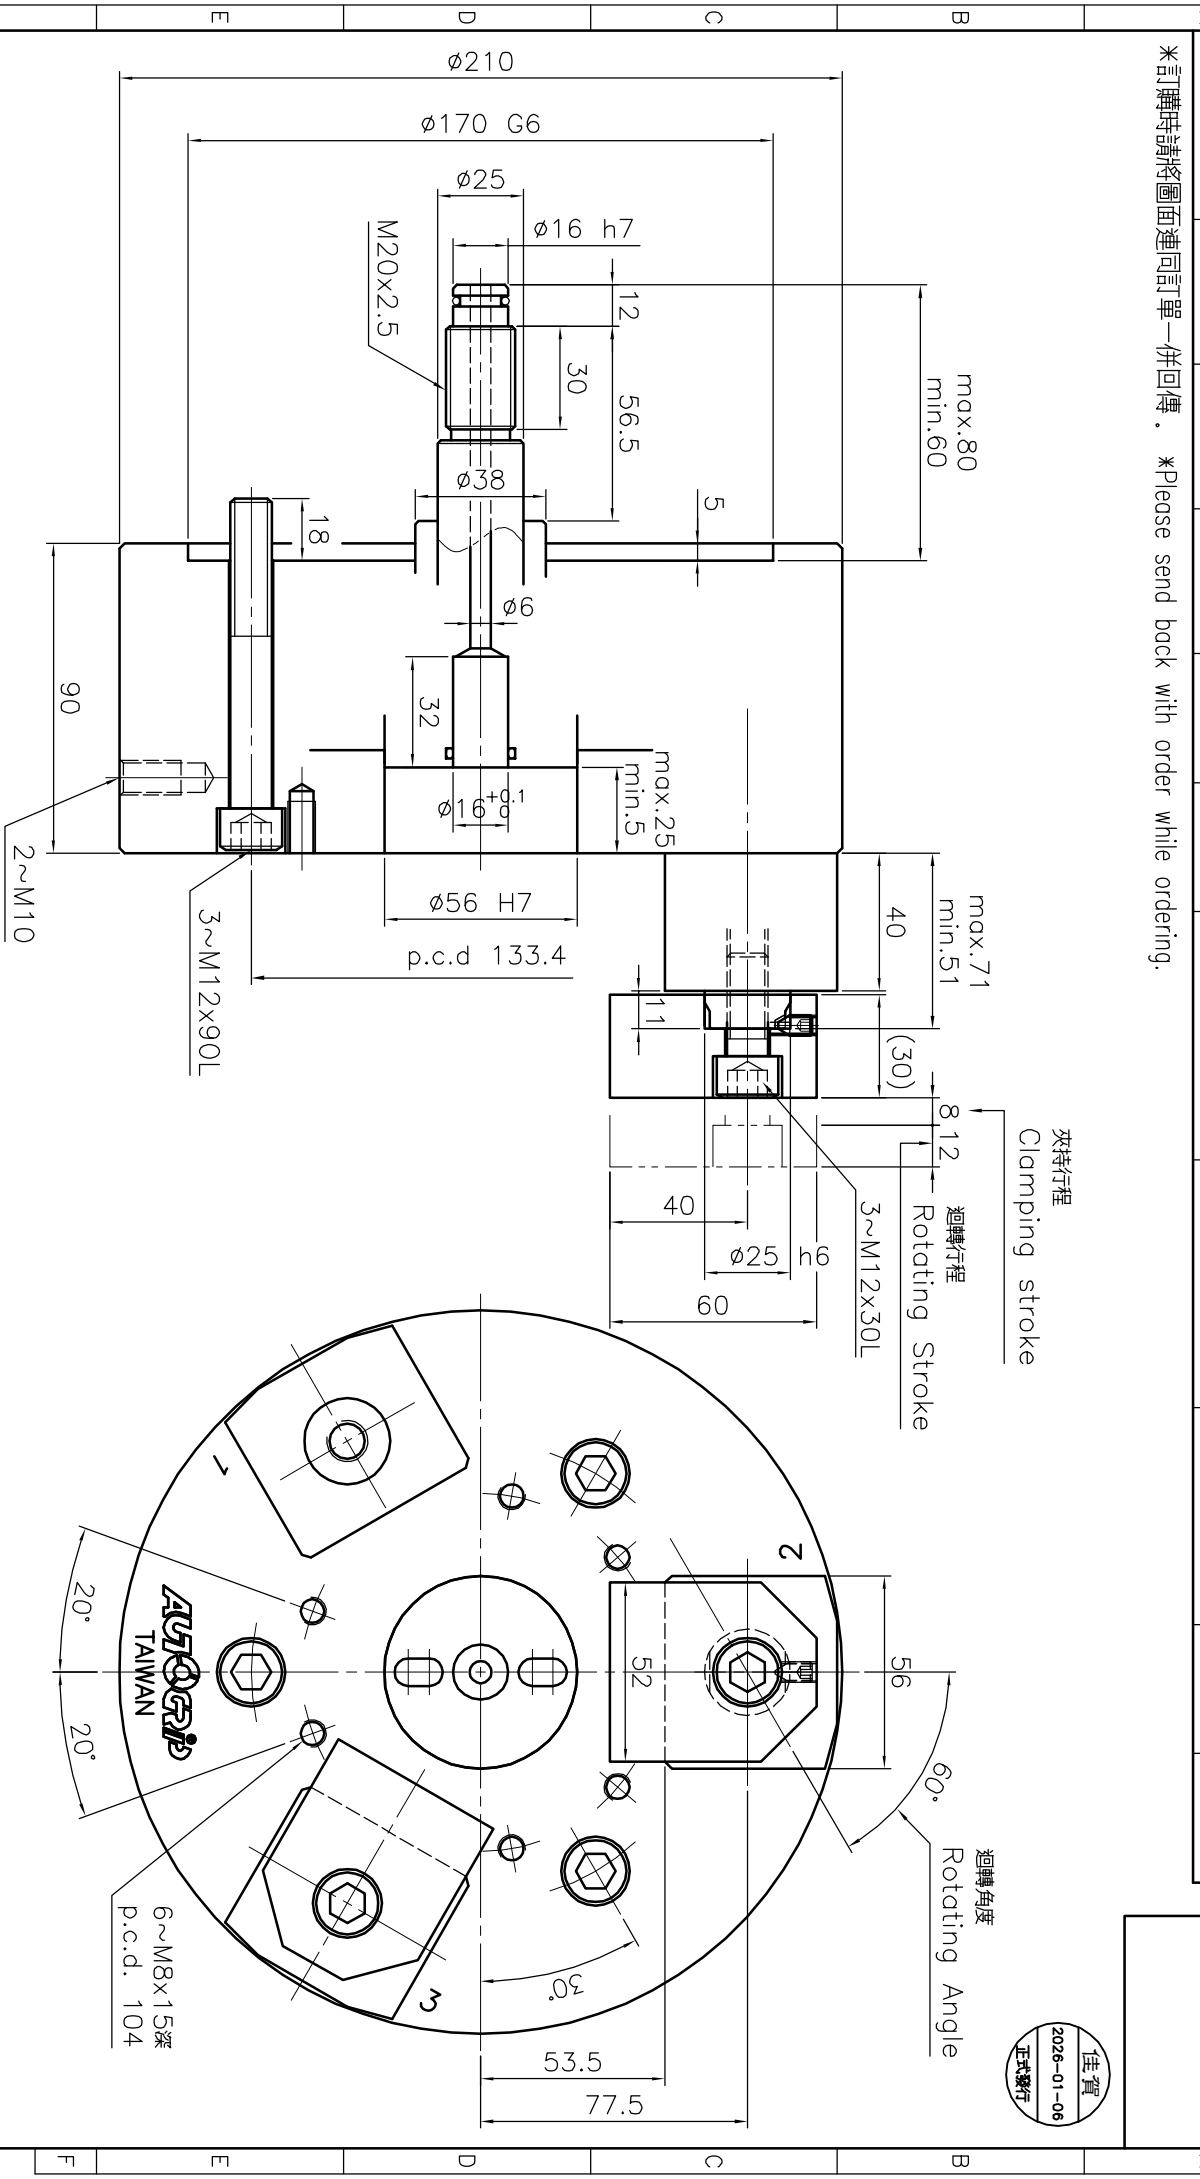 *訂購時請將圖面連同訂單一併回傳。 *Please send back with order while ordering.
E
D
C
B
ø210
ø170 G6
ø25
ø16 h7
M20x2.5
12
30
56.5
max.80
min.60
ø38
5
18
ø6
32
90
ø16 +0.1 0
max.25
min.5
2~M10
3~M12x90L
ø56 H7
p.c.d 133.4
40
max.71
min.51
11
(30)
8
12
夾持行程
Clamping stroke
迴轉行程
Rotating Stroke
3~M12x30L
40
ø25 h6
60
1
2
3
56
52
60°
迴轉角度
Rotating Angle
20°
20°
AUTOGRIP
TAIWAN
30°
6~M8x15深
p.c.d. 104
53.5
77.5
佳賀
2026-01-06
正式發行
F
E
D
C
B